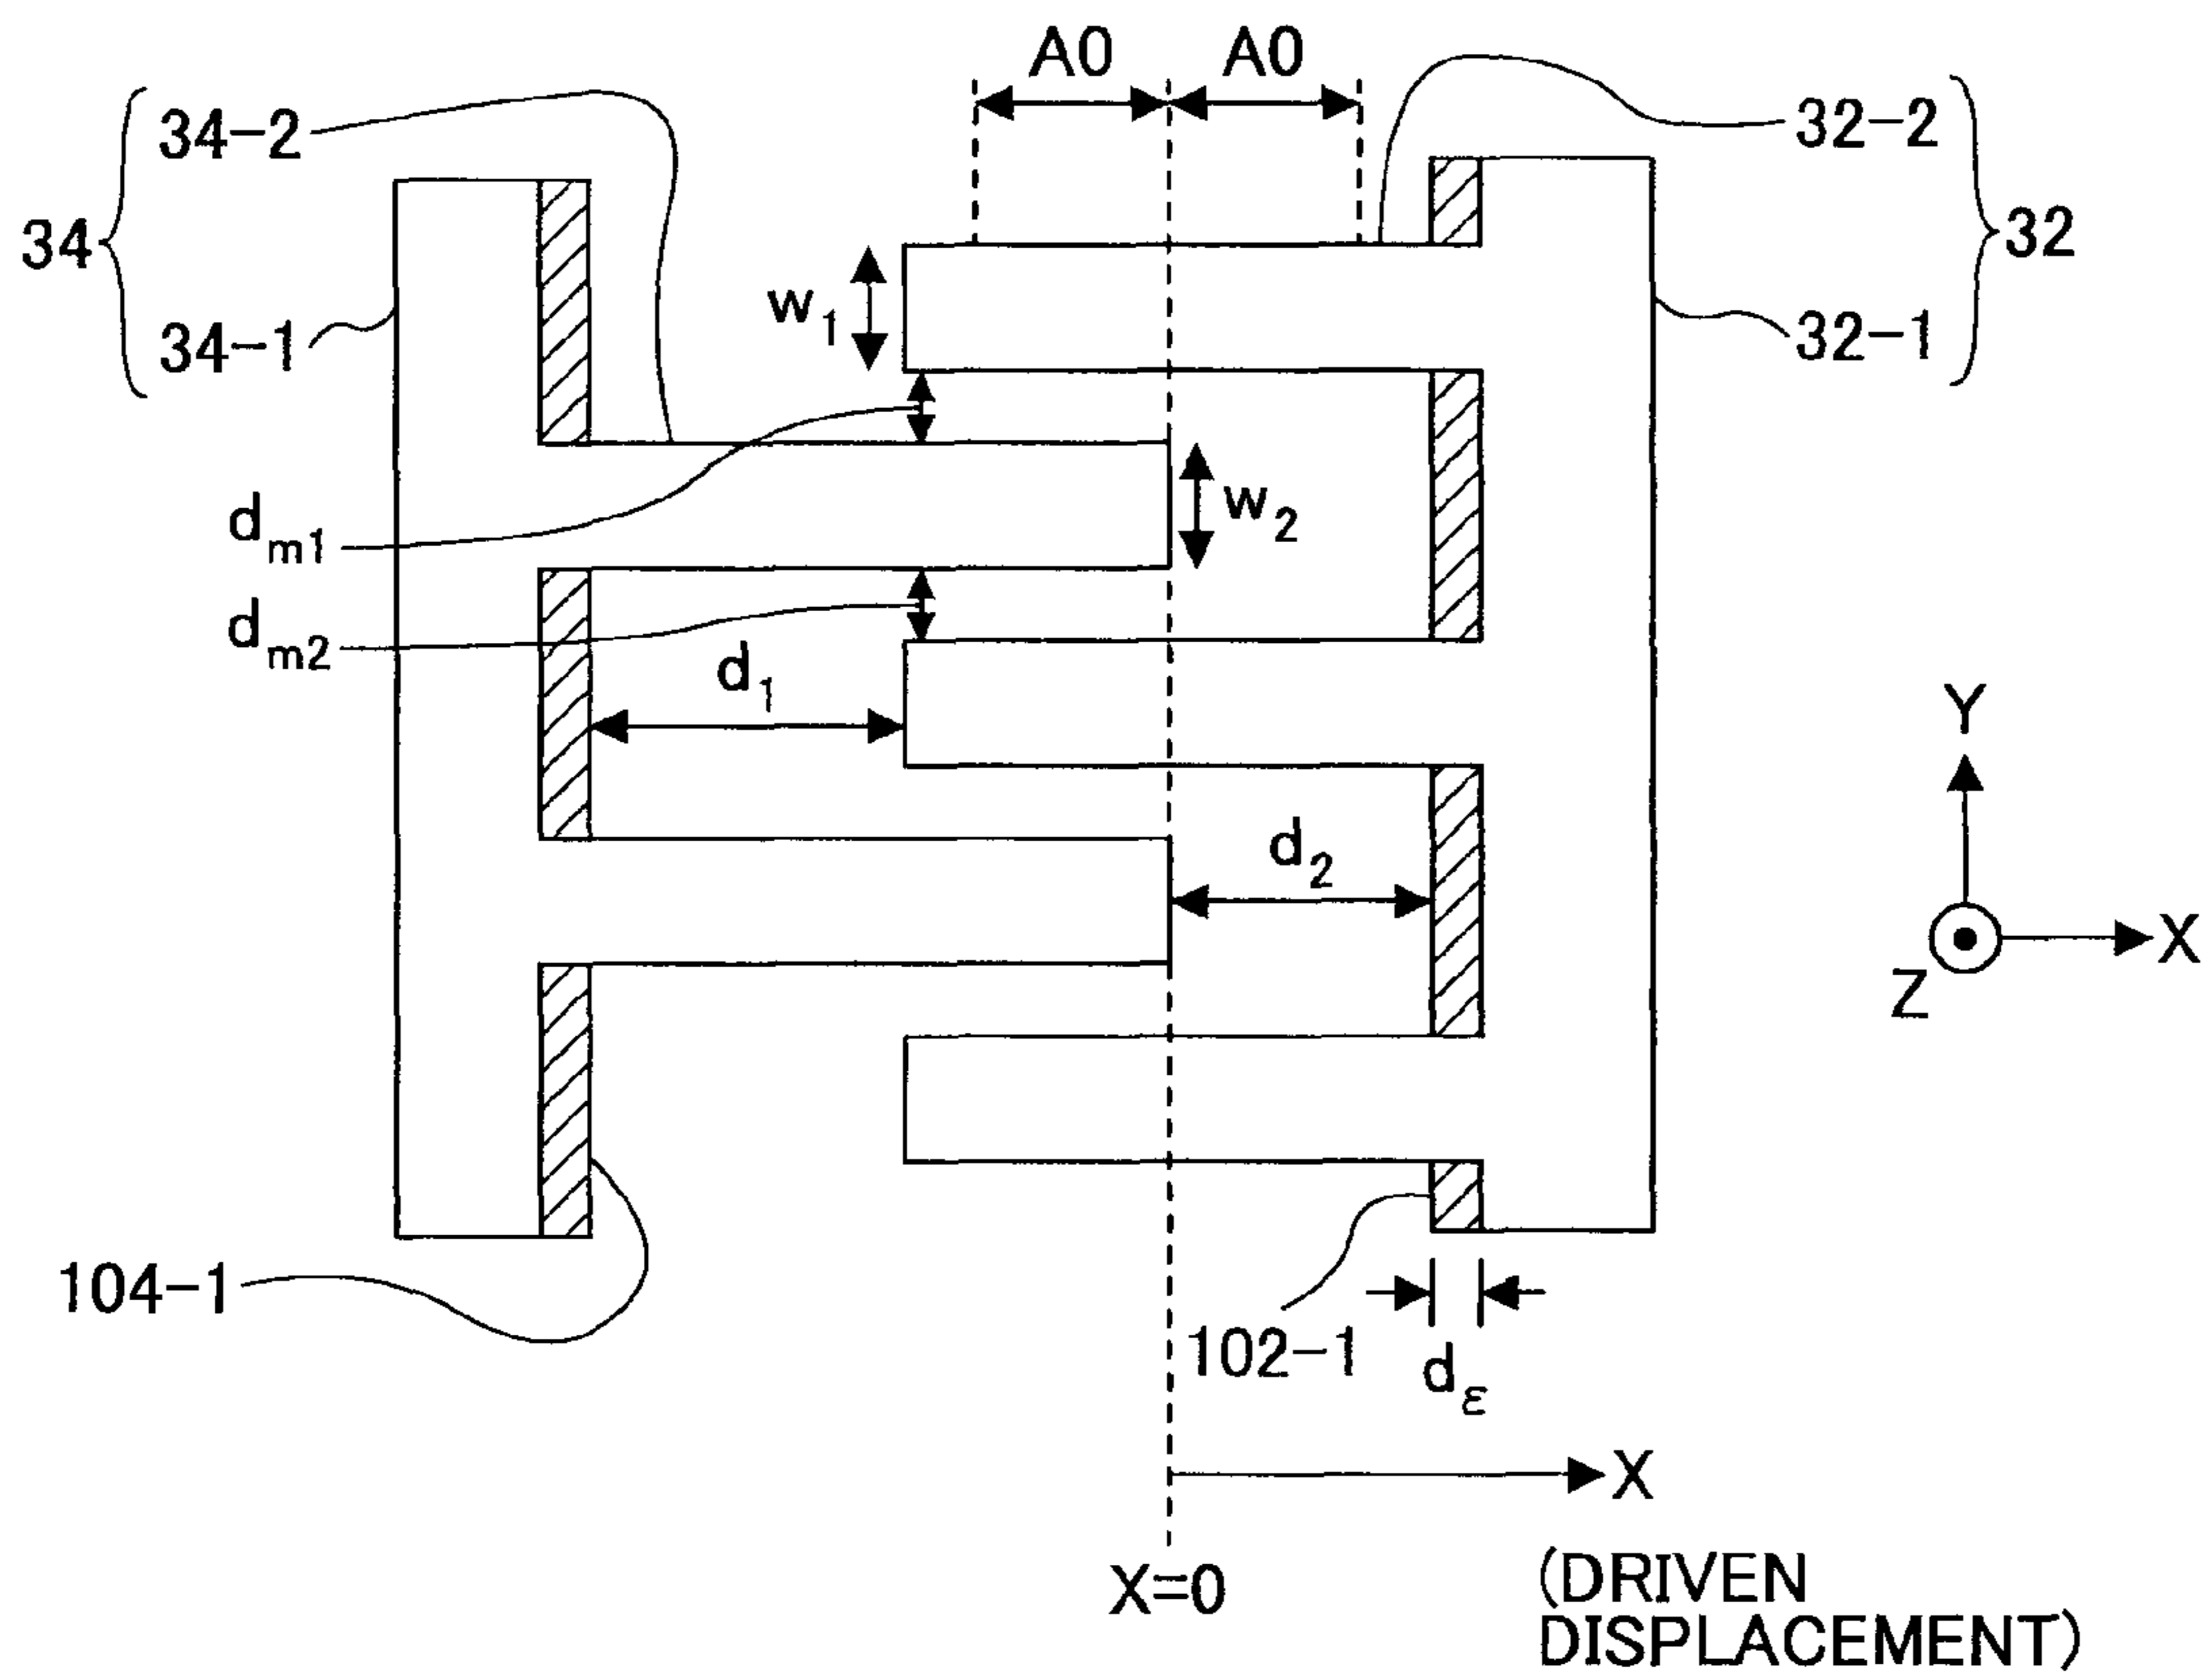 A0 A0
34-2
32-2
34
32
w₁
34-1
32-1
w₂
dₘ₁
dₘ₂
d₁
Y
d₂
X
Z
104-1
102-1
d_ε
X
X=0
(DRIVEN
DISPLACEMENT)